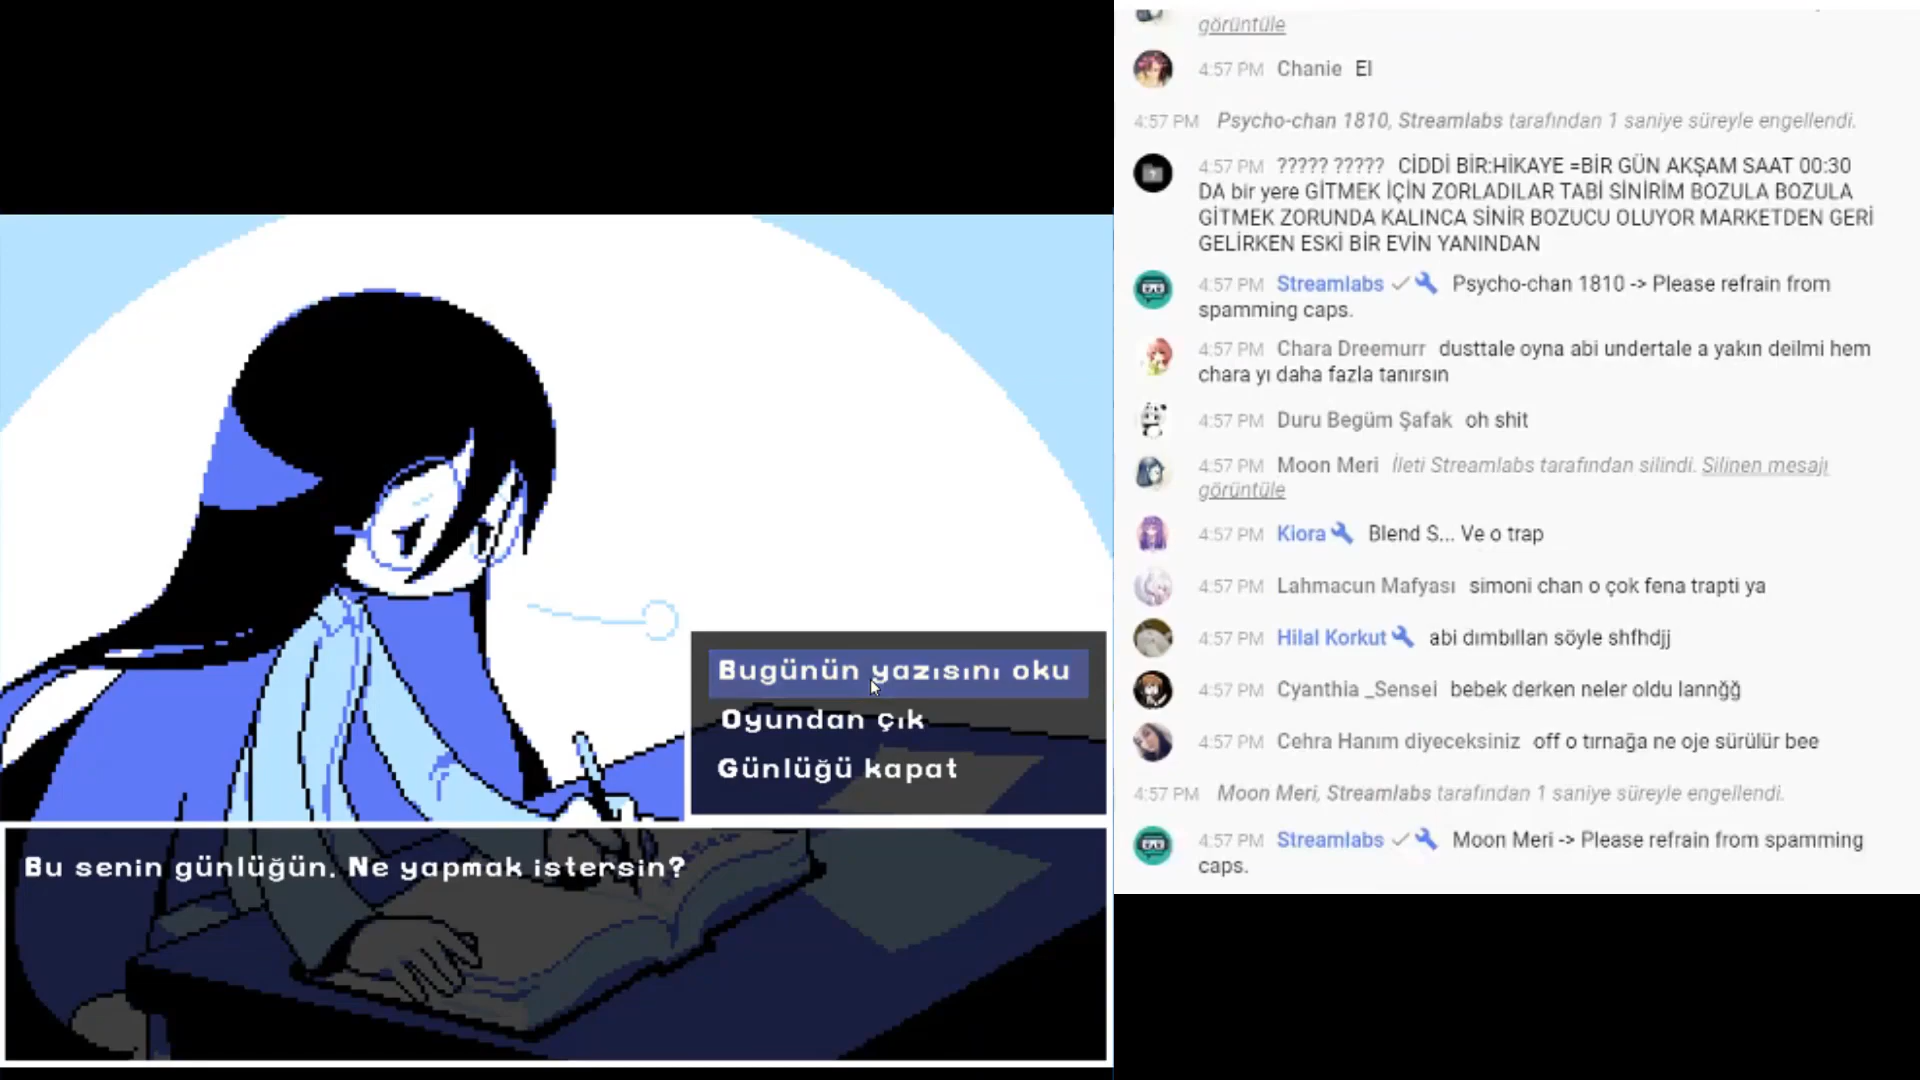 Bugünün yazısını oku
Oyundan çık
Günlüğü kapat
Bu senin günlüğün. Ne yapmak istersin?
görüntüle
4:57 PM Chanie El
4:57 PM Psycho-chan 1810, Streamlabs tarafından 1 saniye süreyle engellendi.
4:57 PM ????? ????? CİDDİ BİR:HİKAYE =BİR GÜN AKŞAM SAAT 00:30
DA bir yere GİTMEK İÇİN ZORLADILAR TABİ SİNİRİM BOZULA BOZULA
GİTMEK ZORUNDA KALINCA SİNİR BOZUCU OLUYOR MARKETDEN GERİ
GELİRKEN ESKİ BİR EVİN YANINDAN
4:57 PM Streamlabs Psycho-chan 1810 -> Please refrain from
spamming caps.
4:57 PM Chara Dreemurr dusttale oyna abi undertale a yakın deilmi hem
chara yı daha fazla tanırsın
4:57 PM Duru Begüm Şafak oh shit
4:57 PM Moon Meri İleti Streamlabs tarafından silindi. Silinen mesajı
görüntüle
4:57 PM Kiora Blend S... Ve o trap
4:57 PM Lahmacun Mafyası simoni chan o çok fena trapti ya
4:57 PM Hilal Korkut abi dımbıllan söyle shfhdjj
4:57 PM Cyanthia _Sensei bebek derken neler oldu lannğğ
4:57 PM Cehra Hanım diyeceksiniz off o tırnağa ne oje sürülür bee
4:57 PM Moon Meri, Streamlabs tarafından 1 saniye süreyle engellendi.
4:57 PM Streamlabs Moon Meri -> Please refrain from spamming
caps.